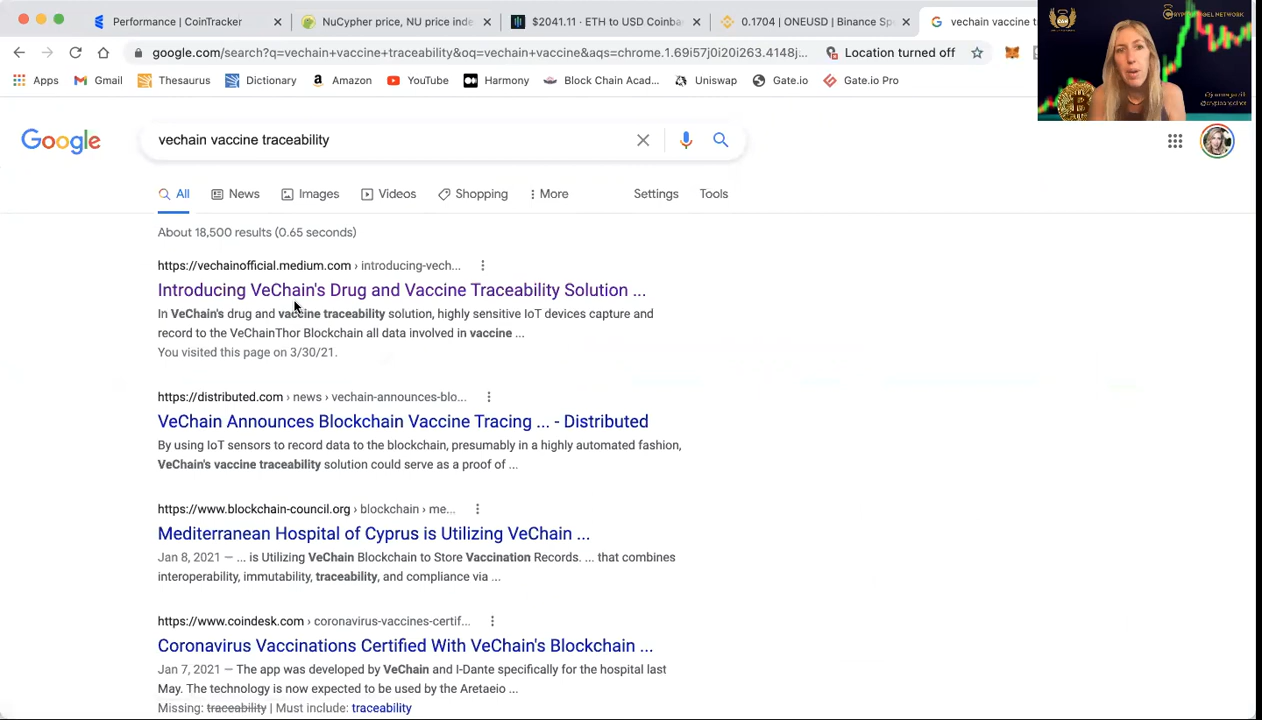 Performance | CoinTracker
NuCypher price, NU price inde
$2041.11 - ETH to USD Coinba
0.1704 | ONEUSD | Binance Sp
vechain vaccine t
google.com/search?q=vechain+vaccine+traceability&oq=vechain+vaccine&aqs=chrome.1.69i57j0i20i263.4148j...
Location turned off
Apps
Gmail
Thesaurus
Dictionary
Amazon
YouTube
Harmony
Block Chain Acad...
Uniswap
Gate.io
Gate.io Pro
Google
vechain vaccine traceability
All
News
Images
Videos
Shopping
More
Settings
Tools
About 18,500 results (0.65 seconds)
https://vechainofficial.medium.com › introducing-vech...
Introducing VeChain's Drug and Vaccine Traceability Solution ...
In VeChain's drug and vaccine traceability solution, highly sensitive IoT devices capture and
record to the VeChainThor Blockchain all data involved in vaccine ...
You visited this page on 3/30/21.
https://distributed.com › news › vechain-announces-blo...
VeChain Announces Blockchain Vaccine Tracing ... - Distributed
By using IoT sensors to record data to the blockchain, presumably in a highly automated fashion,
VeChain's vaccine traceability solution could serve as a proof of ...
https://www.blockchain-council.org › blockchain › me...
Mediterranean Hospital of Cyprus is Utilizing VeChain ...
Jan 8, 2021 — ... is Utilizing VeChain Blockchain to Store Vaccination Records. ... that combines
interoperability, immutability, traceability, and compliance via ...
https://www.coindesk.com › coronavirus-vaccines-certif...
Coronavirus Vaccinations Certified With VeChain's Blockchain ...
Jan 7, 2021 — The app was developed by VeChain and I-Dante specifically for the hospital last
May. The technology is now expected to be used by the Aretaeio ...
Missing: traceability | Must include: traceability